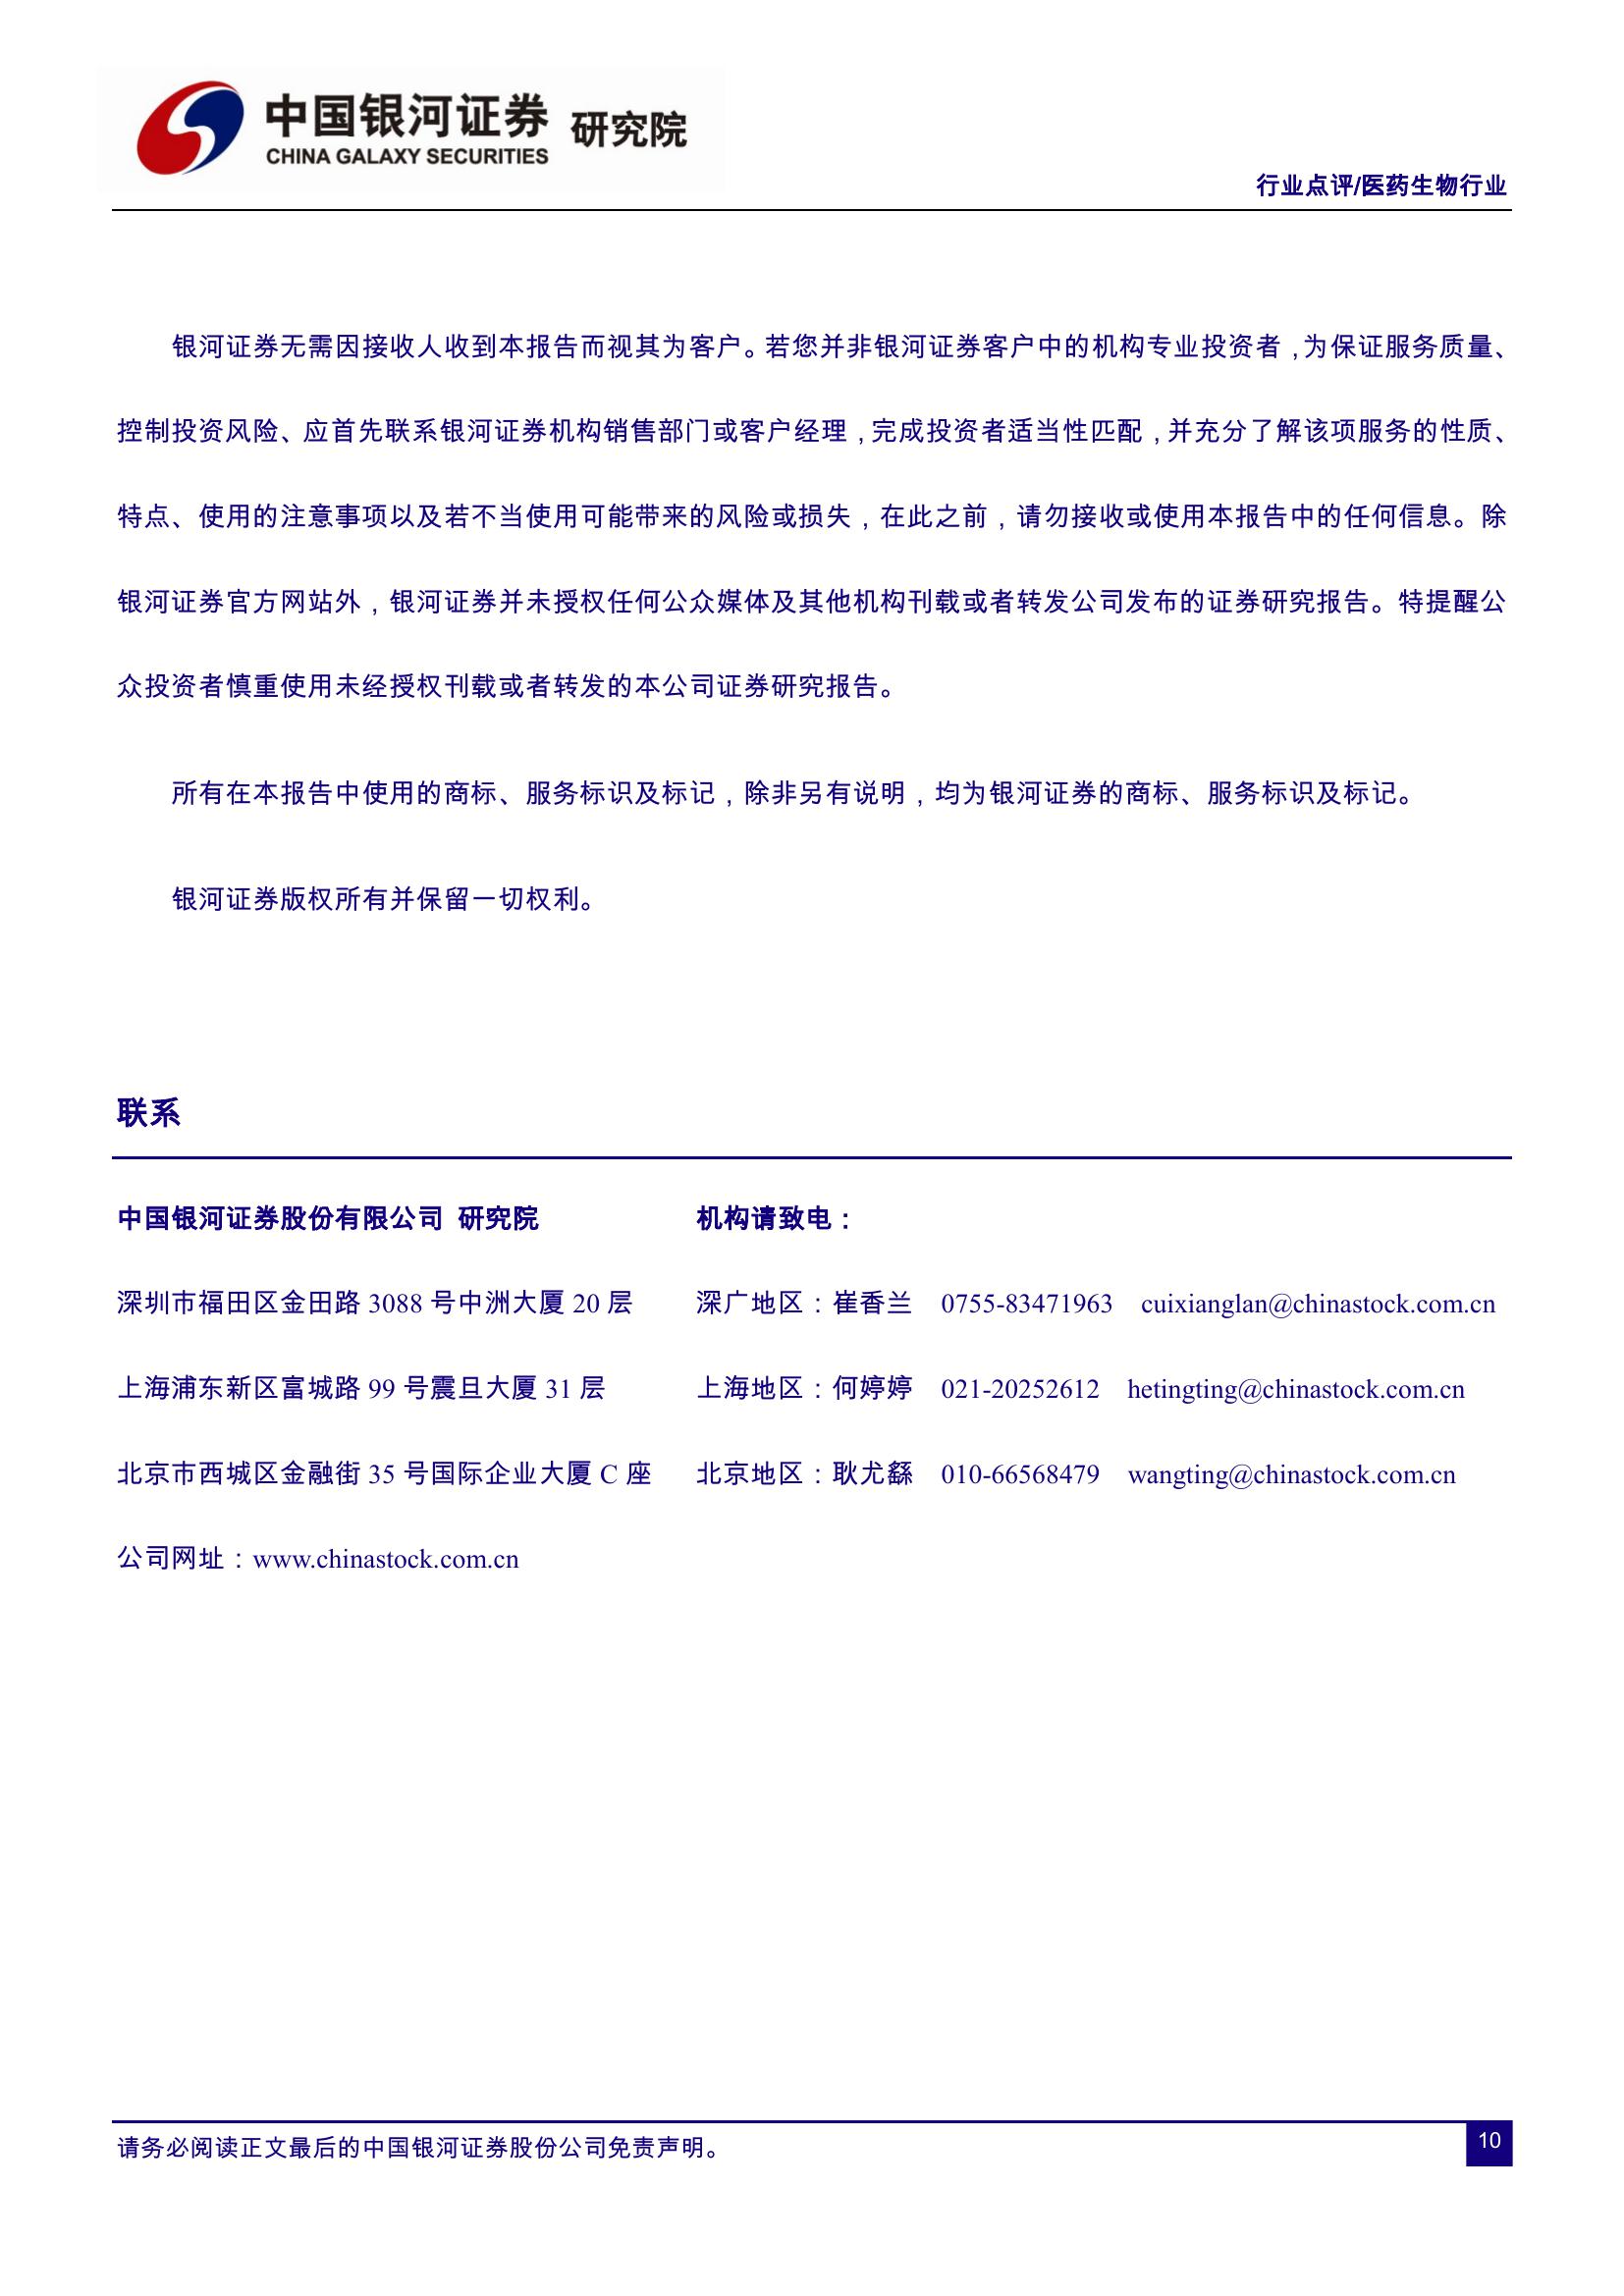 中国银河证券 研究院
CHINA GALAXY SECURITIES
行业点评/医药生物行业
银河证券无需因接收人收到本报告而视其为客户。若您并非银河证券客户中的机构专业投资者，为保证服务质量、
控制投资风险、应首先联系银河证券机构销售部门或客户经理，完成投资者适当性匹配，并充分了解该项服务的性质、
特点、使用的注意事项以及若不当使用可能带来的风险或损失，在此之前，请勿接收或使用本报告中的任何信息。除
银河证券官方网站外，银河证券并未授权任何公众媒体及其他机构刊载或者转发公司发布的证券研究报告。特提醒公
众投资者慎重使用未经授权刊载或者转发的本公司证券研究报告。
所有在本报告中使用的商标、服务标识及标记，除非另有说明，均为银河证券的商标、服务标识及标记。
银河证券版权所有并保留一切权利。
联系
中国银河证券股份有限公司 研究院 机构请致电：
深圳市福田区金田路 3088 号中洲大厦 20 层 深广地区：崔香兰 0755-83471963 cuixianglan@chinastock.com.cn
上海浦东新区富城路 99 号震旦大厦 31 层 上海地区：何婷婷 021-20252612 hetingting@chinastock.com.cn
北京市西城区金融街 35 号国际企业大厦 C 座 北京地区：耿尤繇 010-66568479 wangting@chinastock.com.cn
公司网址：www.chinastock.com.cn
请务必阅读正文最后的中国银河证券股份公司免责声明。
10